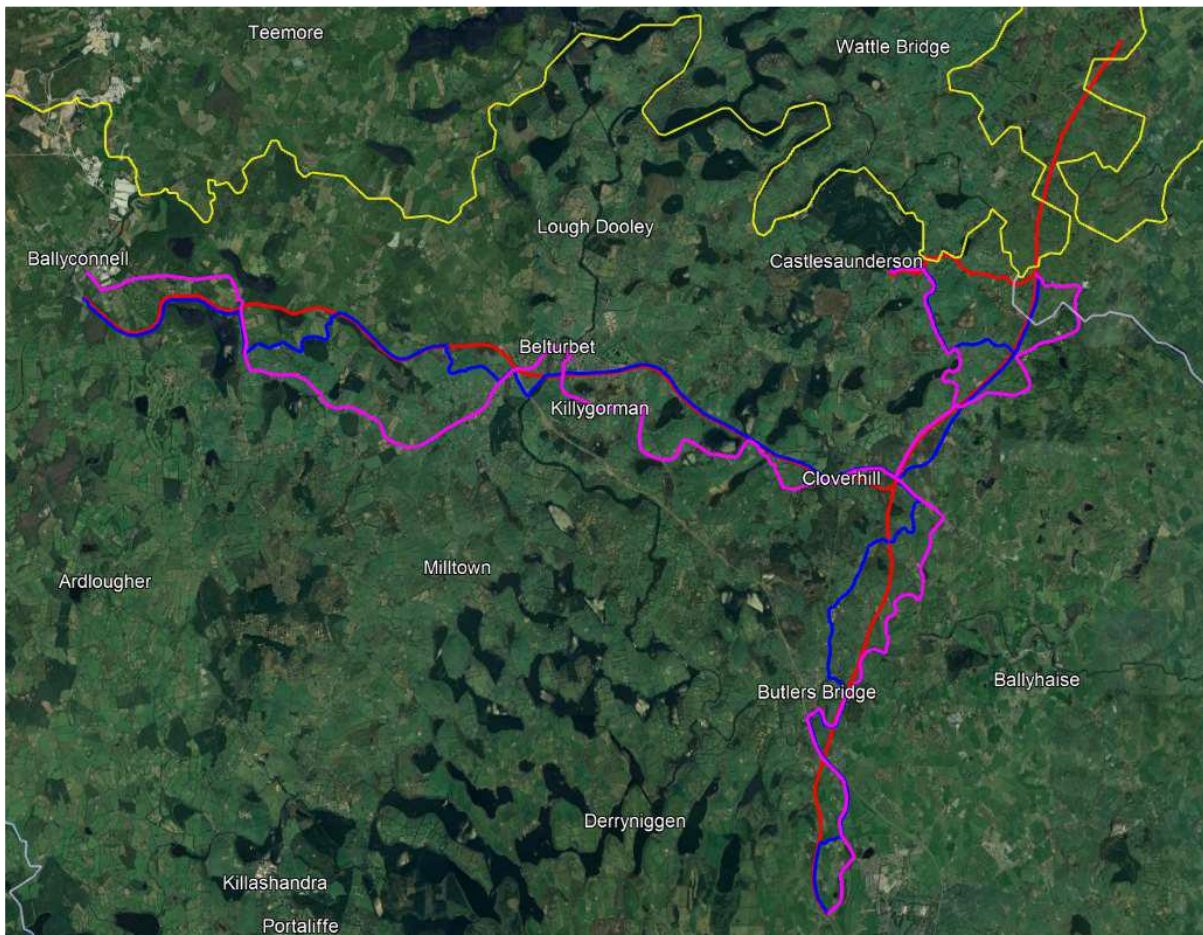 Teemore
Wattle Bridge
Lough Dooley
Ballyconnell
Castlesaunderson
Belturbet
Killygorman
Cloverhill
Ardlougher
Milltown
Ballyhaise
Butlers Bridge
Derryniggen
Killashandra
Portaliffe